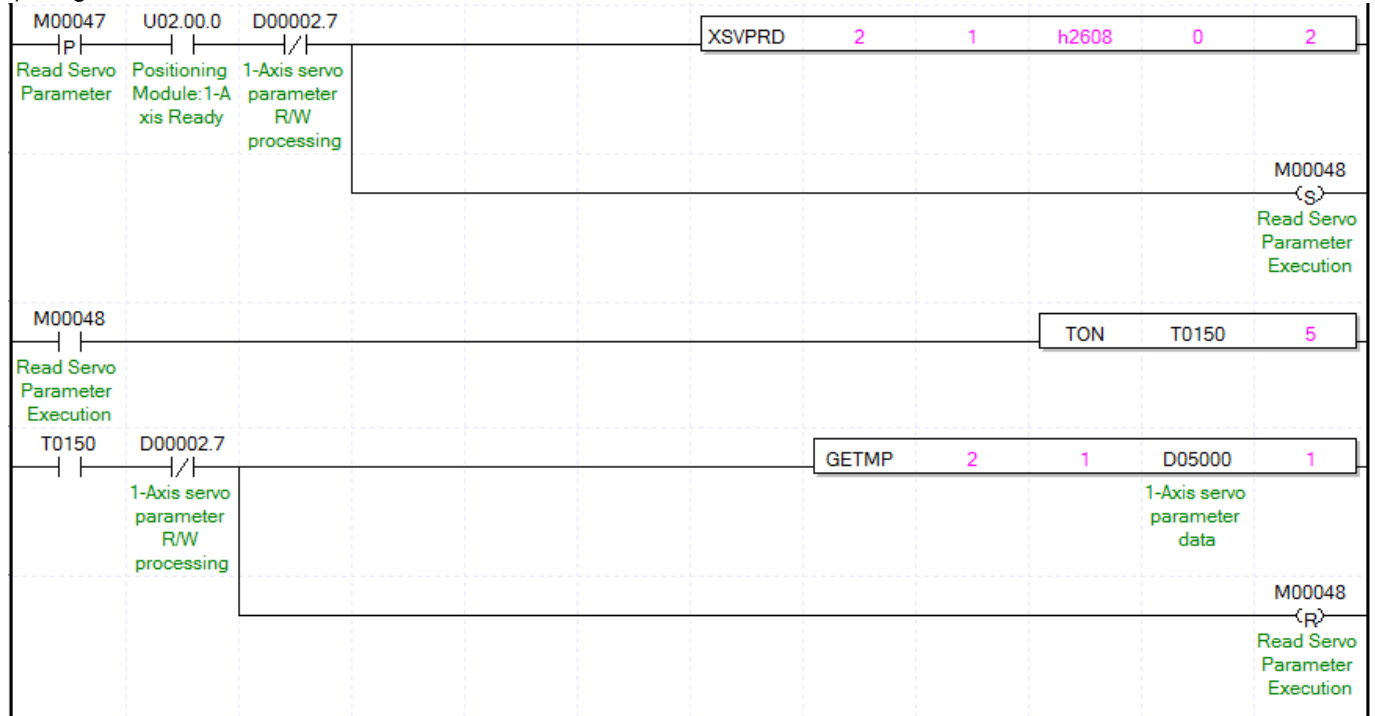 M00047 U02.00.0 D00002.7
P
XSVPRD 2 1 h2608 0 2
Read Servo Positioning 1-Axis servo
Parameter Module:1-A parameter
xis Ready R/W
processing
M00048
S
Read Servo
Parameter
Execution
M00048
TON T0150 5
Read Servo
Parameter
Execution
T0150 D00002.7
GETMP 2 1 D05000 1
1-Axis servo 1-Axis servo
parameter parameter
R/W data
processing
M00048
R
Read Servo
Parameter
Execution